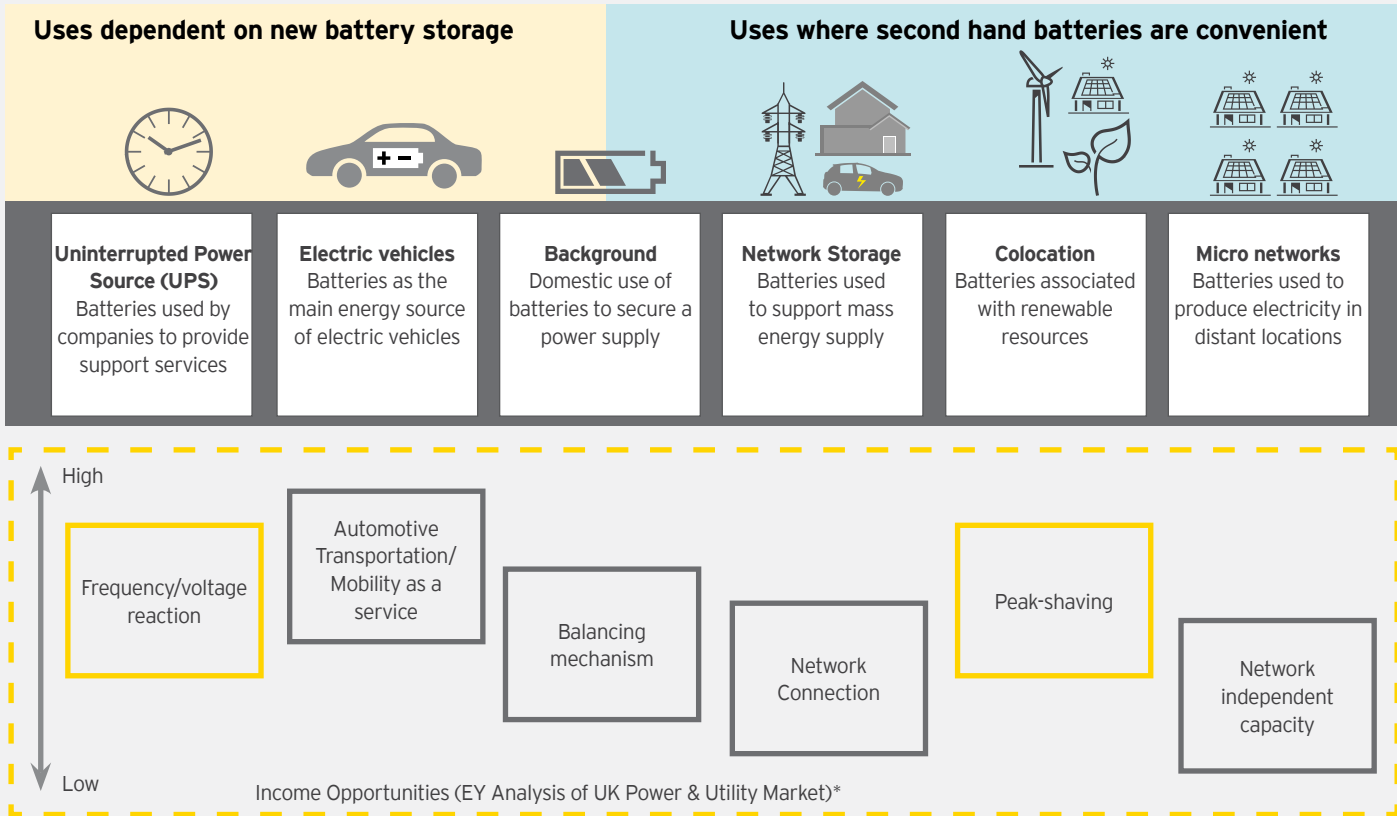 Uses dependent on new battery storage
Uses where second hand batteries are convenient
+ -
Uninterrupted Power
Source (UPS)
Batteries used by
companies to provide
support services
Electric vehicles
Batteries as the
main energy source
of electric vehicles
Background
Domestic use of
batteries to secure a
power supply
Network Storage
Batteries used
to support mass
energy supply
Colocation
Batteries associated
with renewable
resources
Micro networks
Batteries used to
produce electricity in
distant locations
High
Frequency/voltage
reaction
Automotive
Transportation/
Mobility as a
service
Balancing
mechanism
Network
Connection
Peak-shaving
Network
independent
capacity
Low
Income Opportunities (EY Analysis of UK Power & Utility Market)*